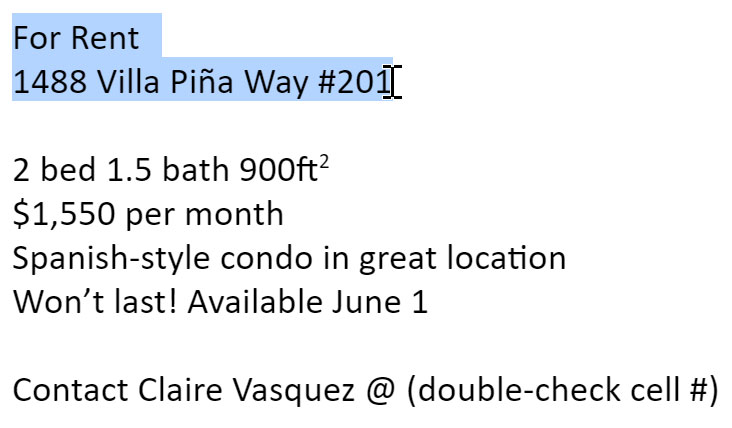 For Rent
1488 Villa Piña Way #201
2 bed 1.5 bath 900ft²
$1,550 per month
Spanish-style condo in great location
Won’t last! Available June 1
Contact Claire Vasquez @ (double-check cell #)